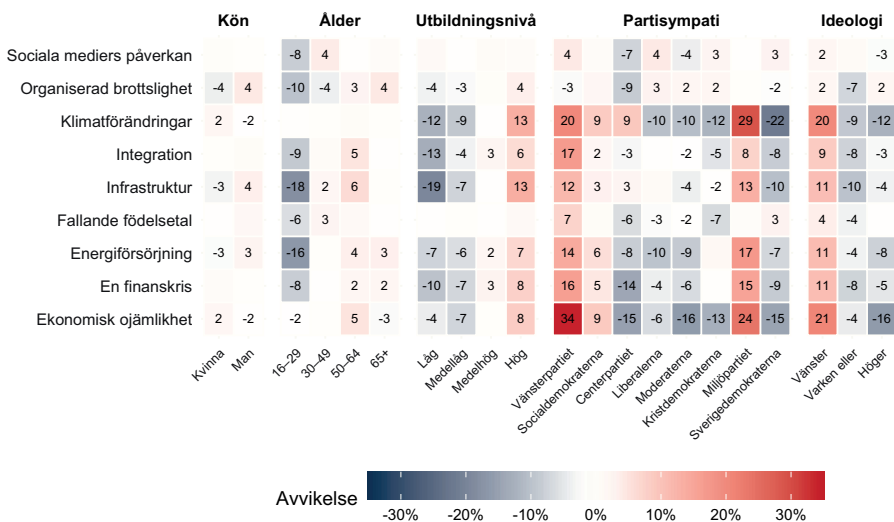 Kön Ålder Utbildningsnivå Partisympati Ideologi
Sociala mediers påverkan -8 4 4 -7 4 -4 3 3 2 -3
Organiserad brottslighet -4 4 -10 -4 3 4 -4 -3 4 -3 -9 3 2 2 -2 2 -7 2
Klimatförändringar 2 -2 -12 -9 13 20 9 9 -10 -10 -12 29 -22 20 -9 -12
Integration -9 5 -13 -4 3 6 17 2 -3 -2 -5 8 -8 9 -8 -3
Infrastruktur -3 4 -18 2 6 -19 -7 13 12 3 3 -4 -2 13 -10 11 -10 -4
Fallande födelsetal -6 3 7 -6 -3 -2 -7 3 4 -4
Energiförsörjning -3 3 -16 4 3 -7 -6 2 7 14 6 -8 -10 -9 17 -7 11 -4 -8
En finanskris -8 2 2 -10 -7 3 8 16 5 -14 -4 -6 15 -9 11 -8 -5
Ekonomisk ojämlikhet 2 -2 -2 5 -3 -4 -7 8 34 9 -15 -6 -16 -13 24 -15 21 -4 -16
Kvinna Man 16–29 30–49 50–64 65+ Låg Medellåg Medelhög Hög Vänsterpartiet Socialdemokraterna Centerpartiet Liberalerna Moderaterna Kristdemokraterna Miljöpartiet Sverigedemokraterna Vänster Varken eller Höger
Avvikelse
-30% -20% -10% 0% 10% 20% 30%